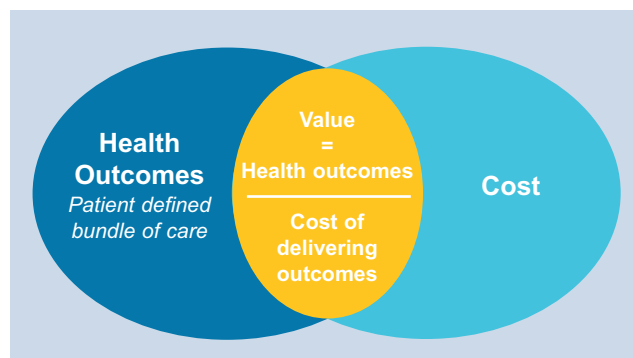 Health
Outcomes
Patient defined
bundle of care
Value
=
Health outcomes
Cost of
delivering
outcomes
Cost